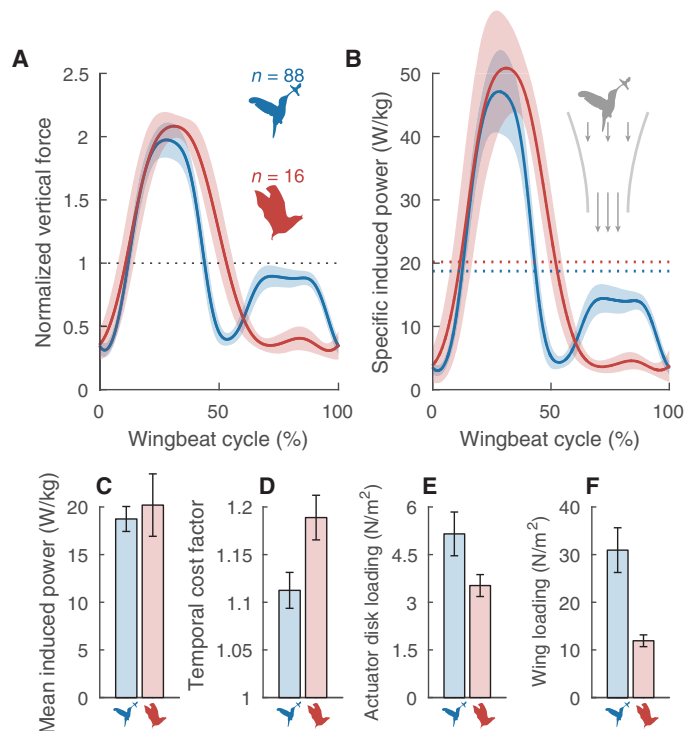 A
Normalized vertical force
2.5
2
1.5
1
0.5
0
0
50
100
Wingbeat cycle (%)
n = 88
n = 16
B
Specific induced power (W/kg)
50
40
30
20
10
0
0
50
100
Wingbeat cycle (%)
C
Mean induced power (W/kg)
20
15
10
5
0
D
Temporal cost factor
1.2
1.15
1.1
1.05
1
E
Actuator disk loading (N/m²)
6
4.5
3
1.5
0
F
Wing loading (N/m²)
40
30
20
10
0